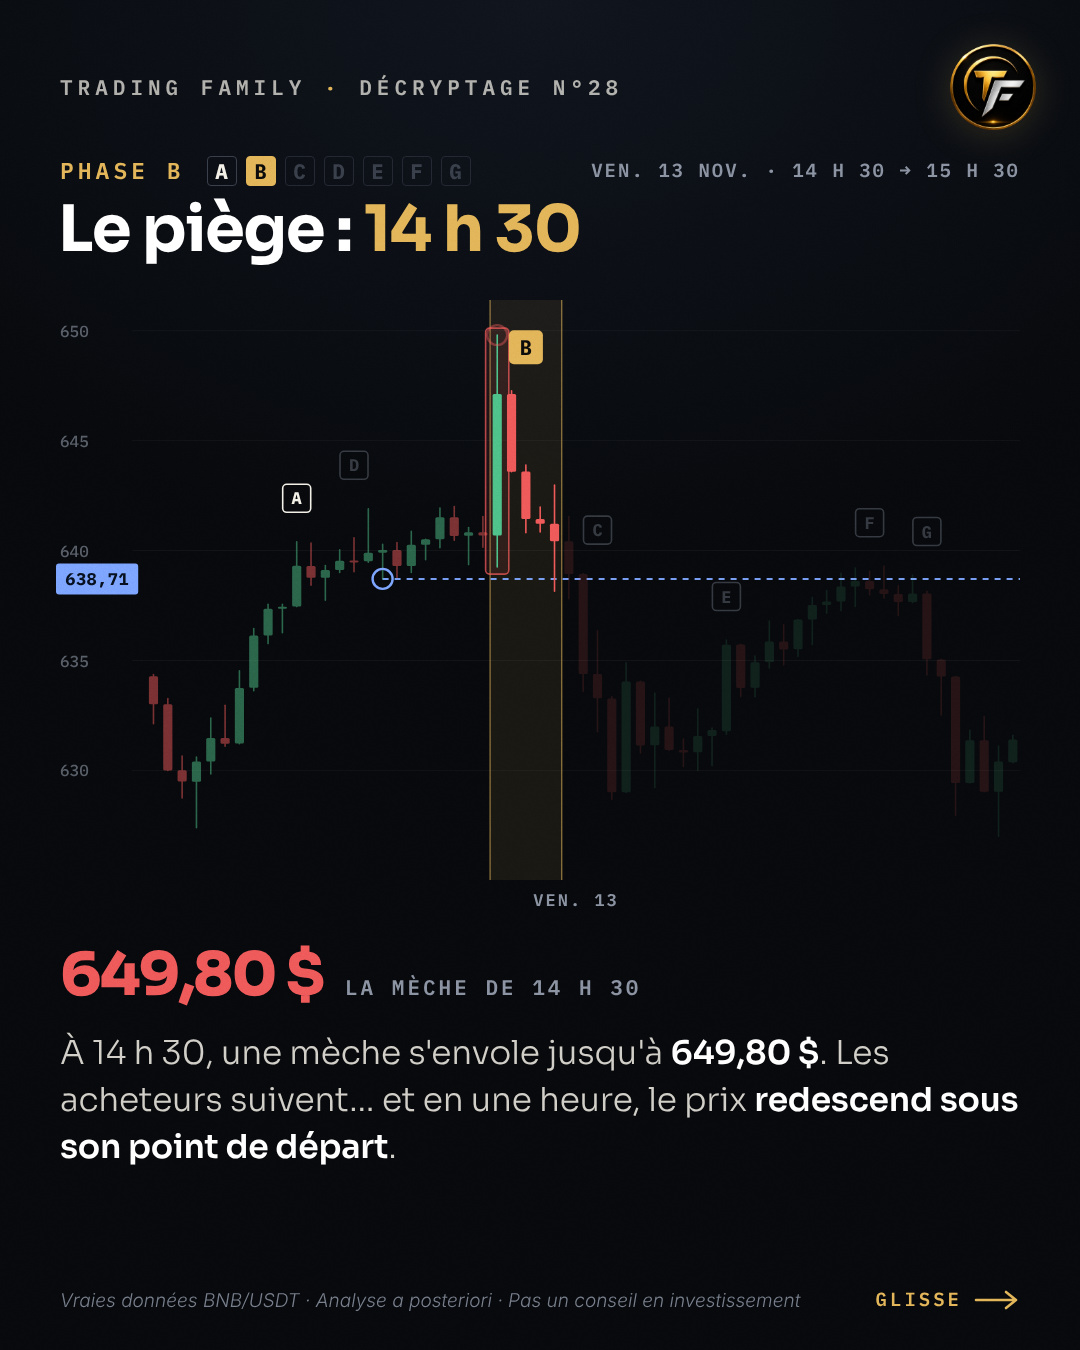 TRADING FAMILY · DÉCRYPTAGE N°28
TF
PHASE B A B C D E F G
VEN. 13 NOV. · 14 H 30 → 15 H 30
Le piège : 14 h 30
650
B
645
D
A
640
C
F
G
638,71
E
635
630
VEN. 13
649,80 $ LA MÈCHE DE 14 H 30
À 14 h 30, une mèche s'envole jusqu'à 649,80 $. Les
acheteurs suivent... et en une heure, le prix redescend sous
son point de départ.
Vraies données BNB/USDT · Analyse a posteriori · Pas un conseil en investissement
GLISSE →